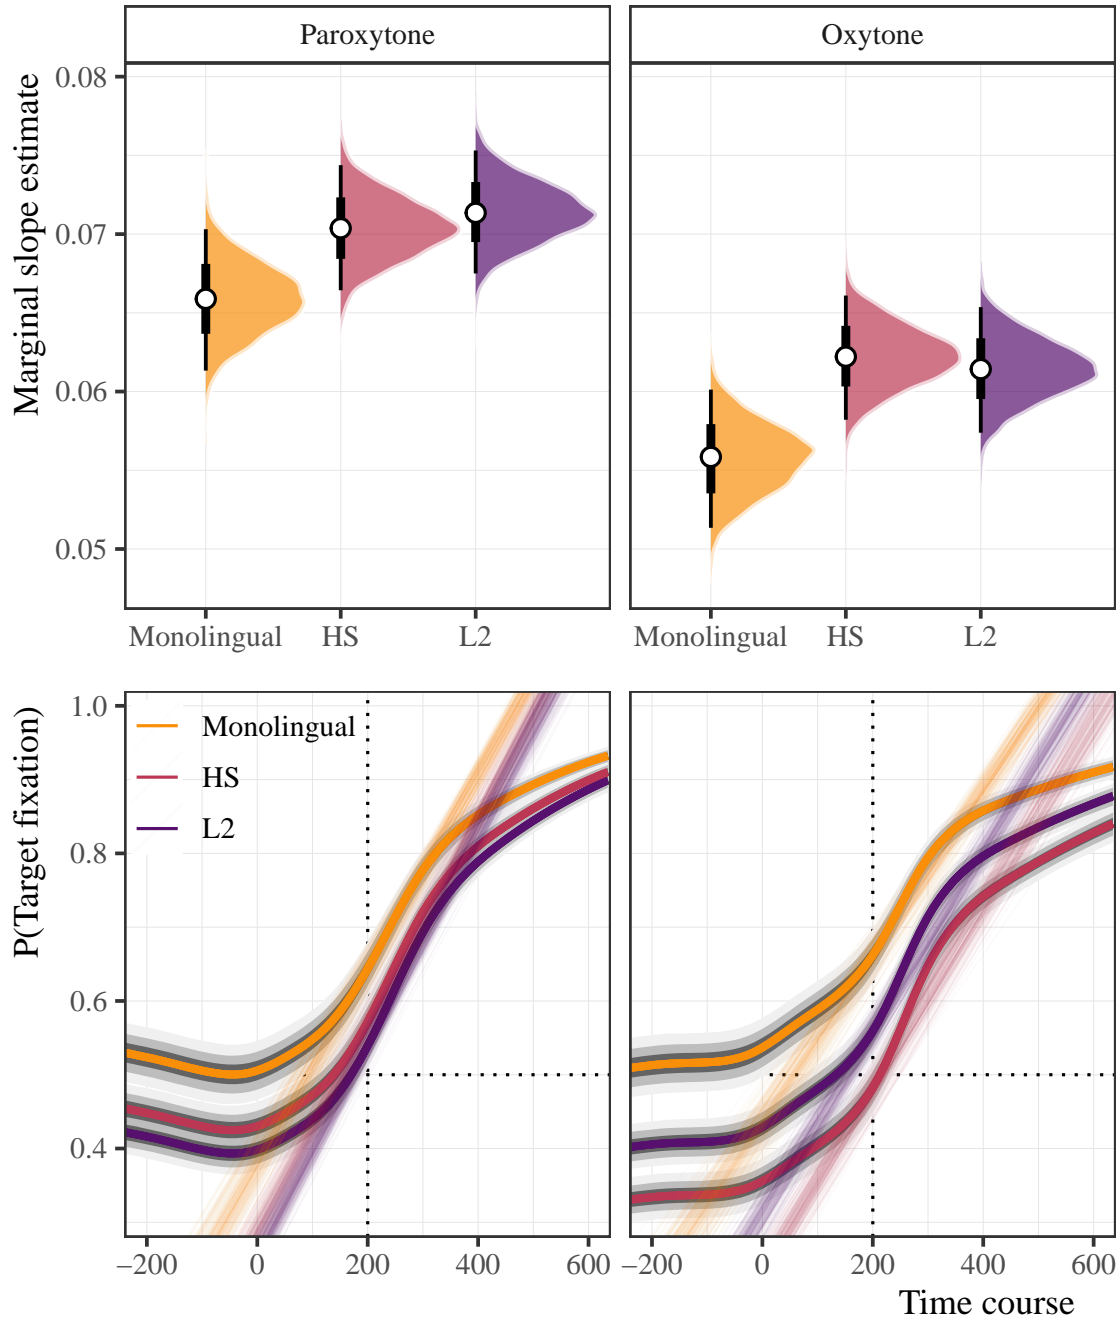 Paroxytone
Oxytone
Marginal slope estimate
0.08
0.07
0.06
0.05
Monolingual HS L2
Monolingual HS L2
P(Target fixation)
1.0
0.8
0.6
0.4
Monolingual
HS
L2
−200 0 200 400 600
−200 0 200 400 600
Time course